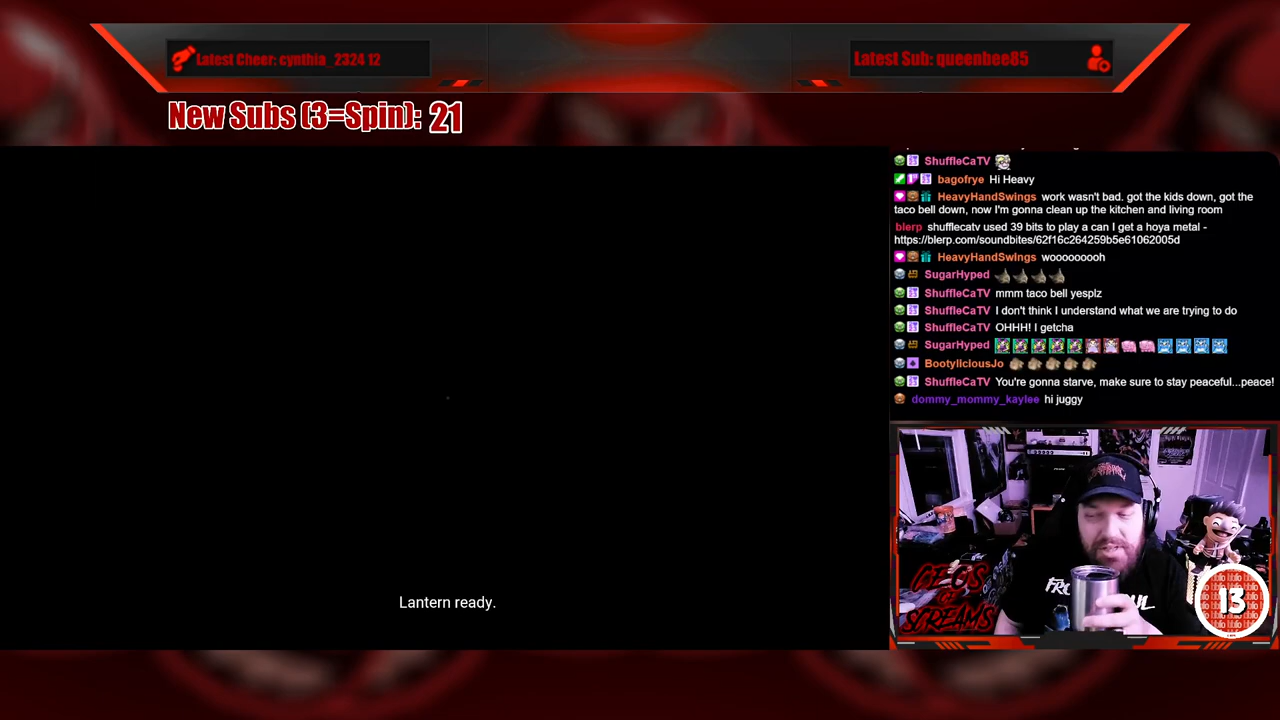 Latest Cheer: cynthia_2324 12
Latest Sub: queenbee85
New Subs (3=Spin): 21
ShuffleCaTV
bagofrye Hi Heavy
HeavyHandSwings work wasn't bad. got the kids down, got the
taco bell down, now I'm gonna clean up the kitchen and living room
blerp shufflecatv used 39 bits to play a can I get a hoya metal -
https://blerp.com/soundbites/62f16c264259b5e61062005d
HeavyHandSwings wooooooooh
SugarHyped
ShuffleCaTV mmm taco bell yesplz
ShuffleCaTV I don't think I understand what we are trying to do
ShuffleCaTV OHHH! I getcha
SugarHyped
BootyliciousJo
ShuffleCaTV You're gonna starve, make sure to stay peaceful...peace!
dommy_mommy_kaylee hi juggy
Lantern ready.
GEGS
OF
SCREAMS
13